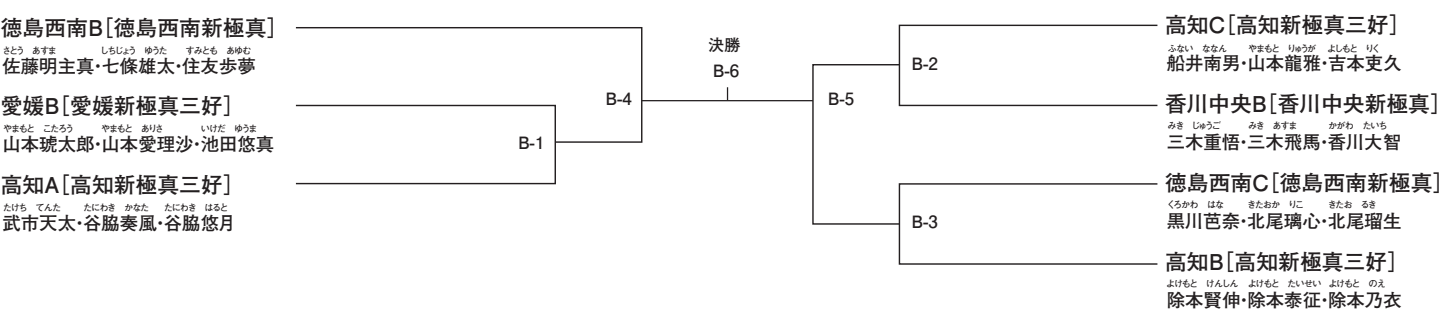 徳島西南B[徳島西南新極真]
さとう あすま しちじょう ゆうた すみとも あゆむ
佐藤明主真・七條雄太・住友歩夢
愛媛B[愛媛新極真三好]
やまもと こたろう やまもと ありさ いけだ ゆうま
山本琥太郎・山本愛理沙・池田悠真
高知A[高知新極真三好]
たけち てんた たにわき かなた たにわき はると
武市天太・谷脇奏風・谷脇悠月
B-1
B-4
決勝
B-6
B-5
B-2
B-3
高知C[高知新極真三好]
ふない ななん やまもと りゅうが よしもと りく
船井南男・山本龍雅・吉本吏久
香川中央B[香川中央新極真]
みき じゅうご みき あすま かがわ たいち
三木重悟・三木飛馬・香川大智
徳島西南C[徳島西南新極真]
くろかわ はな きたおか りこ きたお るき
黒川芭奈・北尾璃心・北尾瑠生
高知B[高知新極真三好]
よけもと けんしん よけもと たいせい よけもと のえ
除本賢伸・除本泰征・除本乃衣